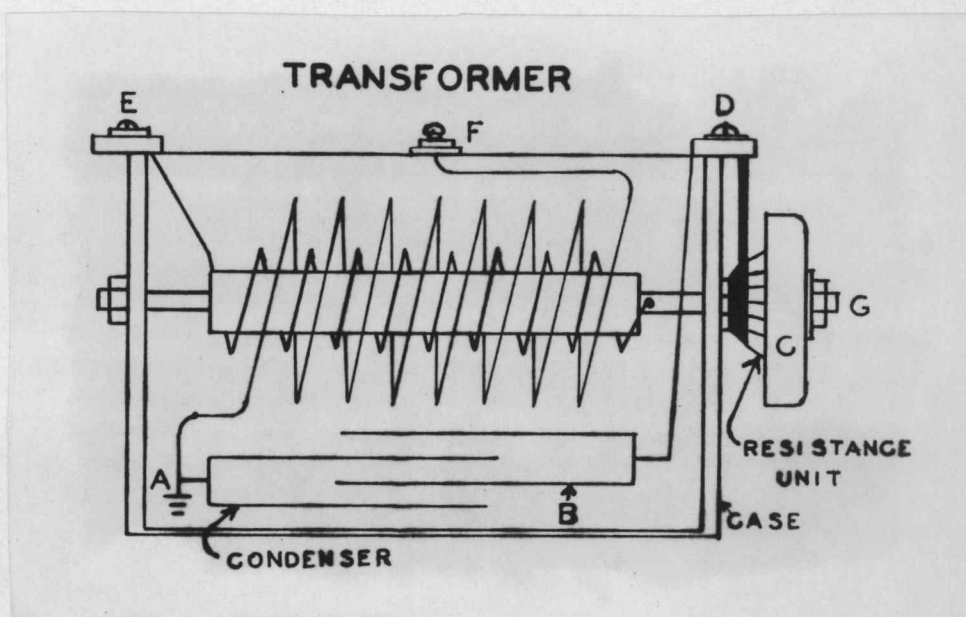 TRANSFORMER
E
F
D
G
C
RESISTANCE
UNIT
A
B
CASE
CONDENSER